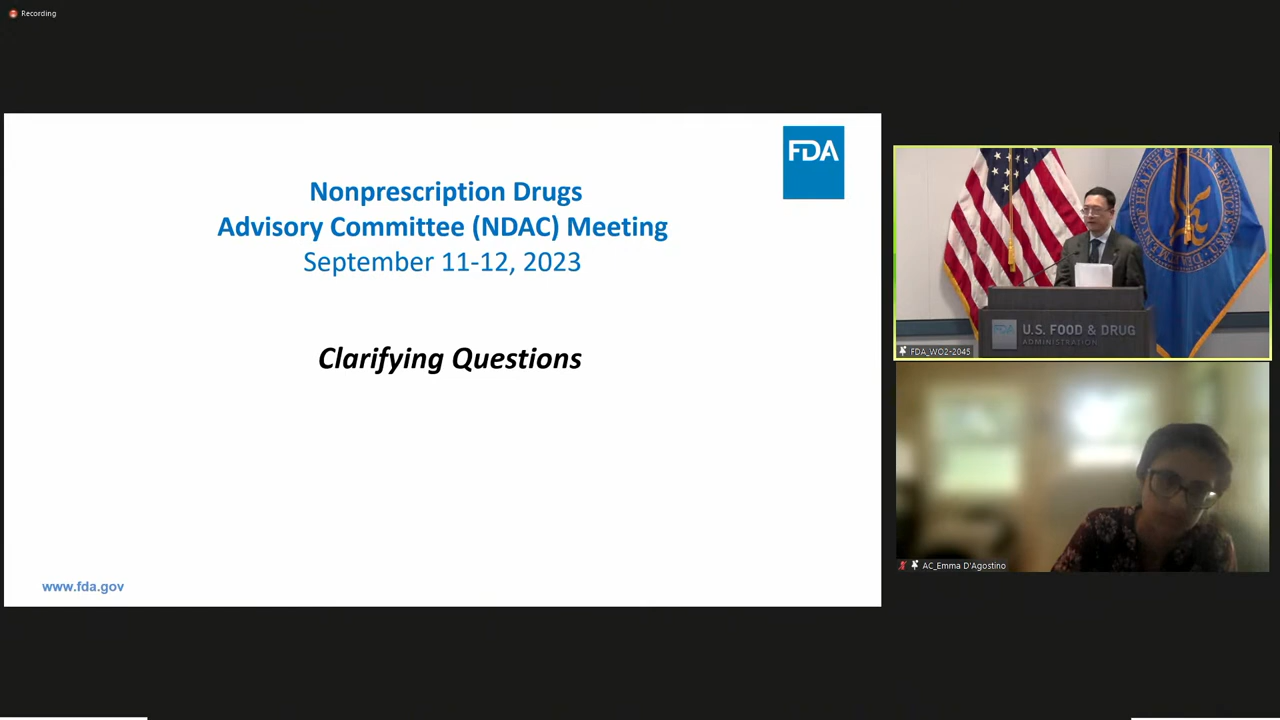 Recording
FDA
Nonprescription Drugs
Advisory Committee (NDAC) Meeting
September 11-12, 2023
Clarifying Questions
www.fda.gov
FDA U.S. FOOD & DRUG
ADMINISTRATION
FDA_WO2-2045
AC_Emma D'Agostino